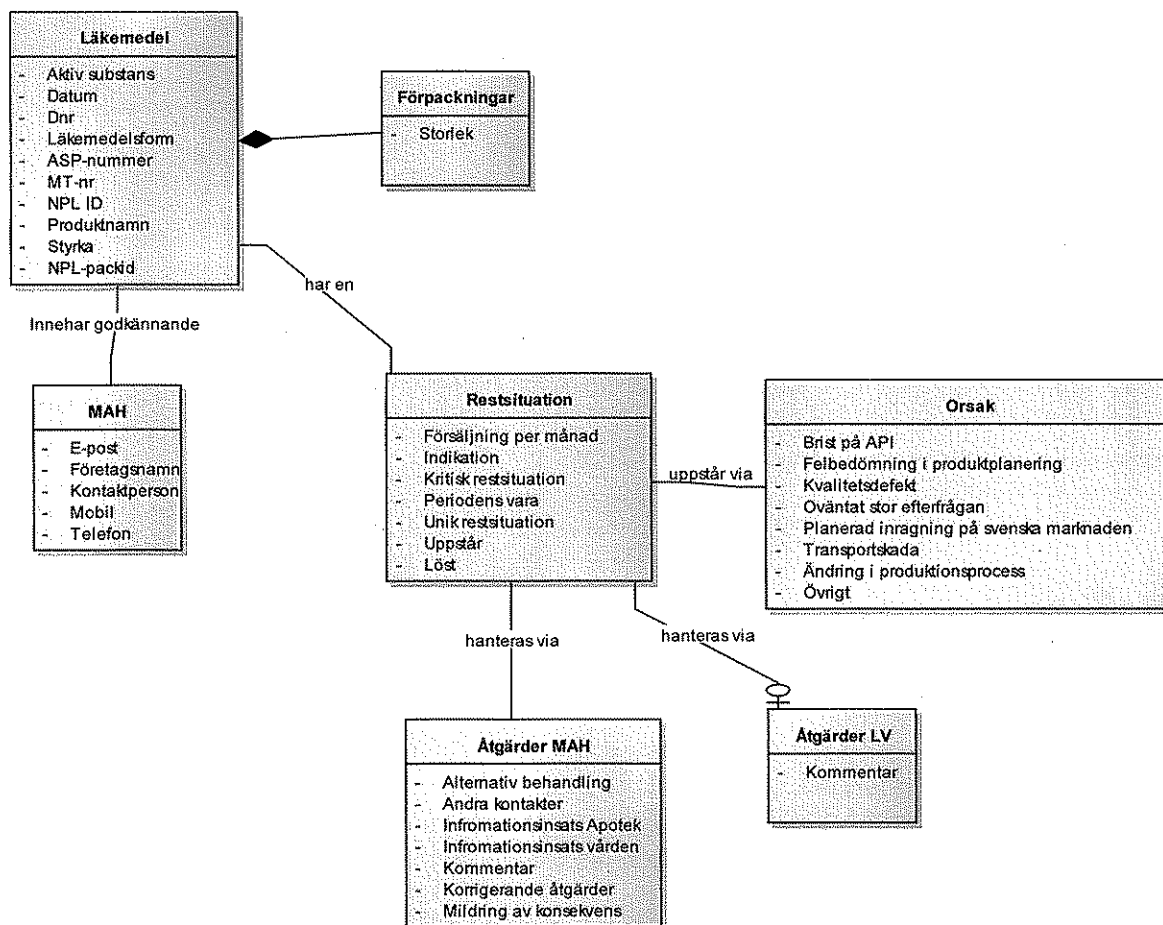 Läkemedel
- Aktiv substans
- Datum
- Dnr
- Läkemedelsform
- ASP-nummer
- MT-nr
- NPL ID
- Produktnamn
- Styrka
- NPL-packid
Förpackningar
- Storlek
har en
Innehar godkännande
MAH
- E-post
- Företagsnamn
- Kontaktperson
- Mobil
- Telefon
Restsituation
- Försäljning per månad
- Indikation
- Kritisk restsituation
- Periodens vara
- Unik restsituation
- Uppstår
- Löst
uppstår via
Orsak
- Brist på API
- Felbedömning i produktplanering
- Kvalitetsdefekt
- Oväntat stor efterfrågan
- Planerad inragning på svenska marknaden
- Transportskada
- Ändring i produktionsprocess
- Övrigt
hanteras via
hanteras via
Åtgärder MAH
- Alternativ behandling
- Andra kontakter
- Infromationsinsats Apotek
- Infromationsinsats vården
- Kommentar
- Korrigerande åtgärder
- Mildring av konsekvens
Åtgärder LV
- Kommentar